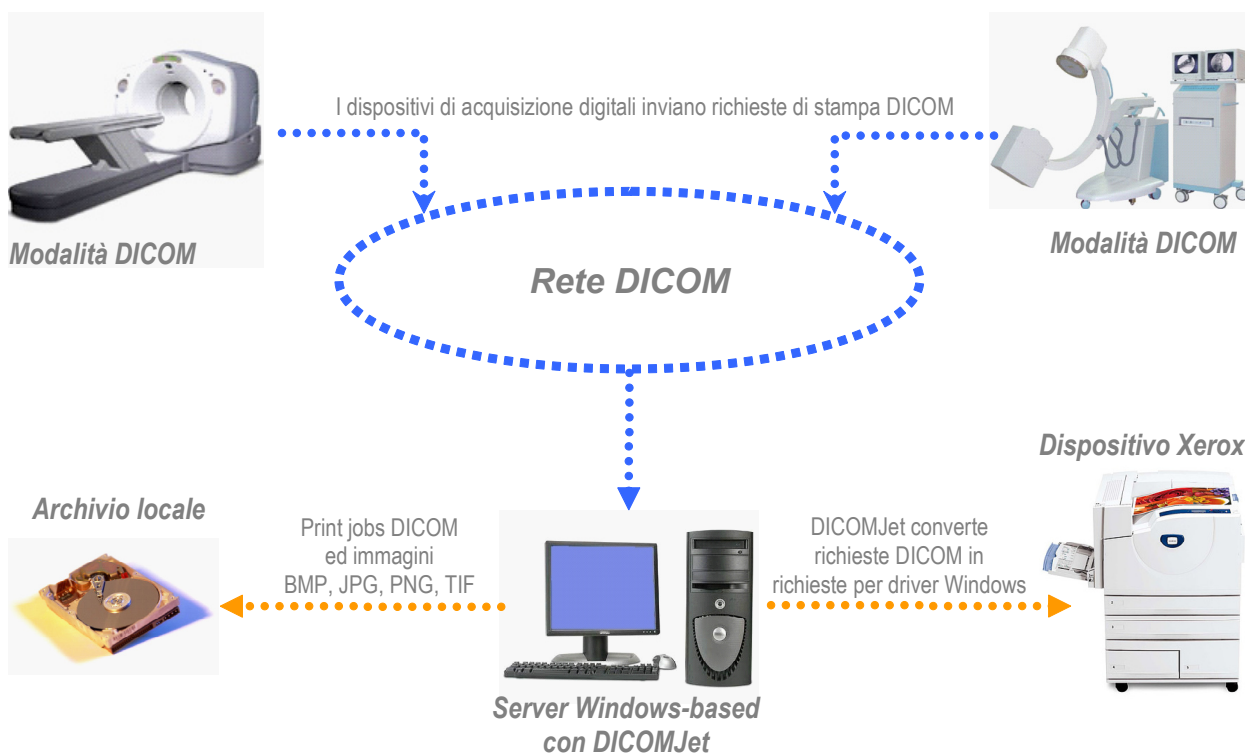 I dispositivi di acquisizione digitali inviano richieste di stampa DICOM
Modalità DICOM
Modalità DICOM
Rete DICOM
Dispositivo Xerox
Archivio locale
Print jobs DICOM
ed immagini
BMP, JPG, PNG, TIF
DICOMJet converte
richieste DICOM in
richieste per driver Windows
Server Windows-based
con DICOMJet